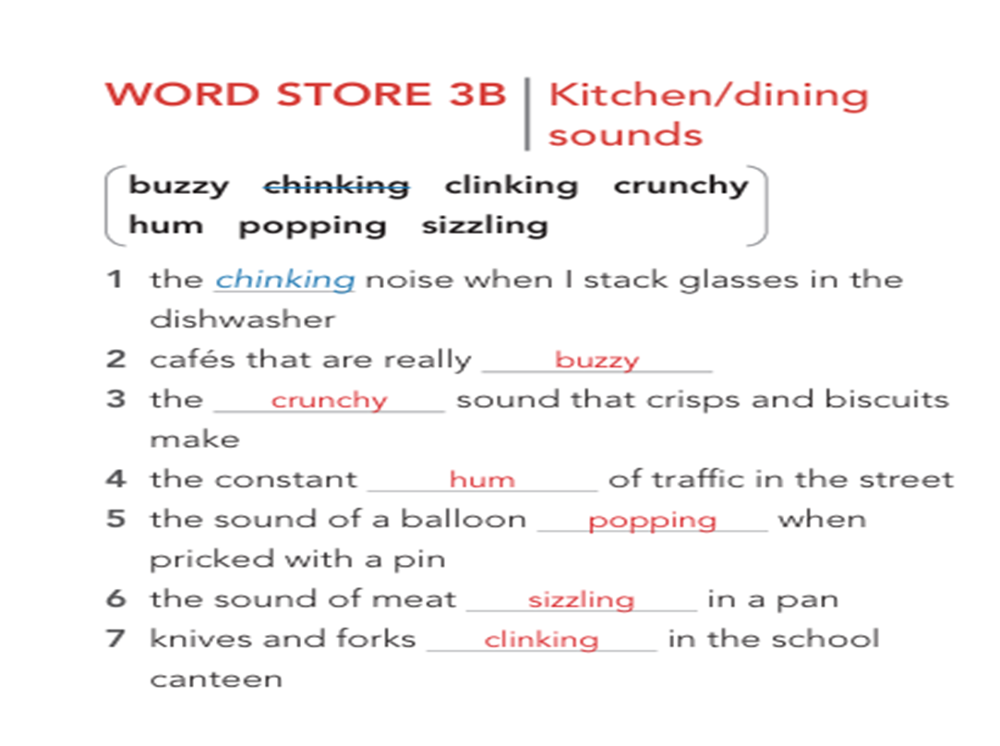 WORD STORE 3B | Kitchen/dining
sounds
buzzy chinking clinking crunchy
hum popping sizzling
1 the chinking noise when I stack glasses in the
dishwasher
2 cafés that are really buzzy
3 the crunchy sound that crisps and biscuits
make
4 the constant hum of traffic in the street
5 the sound of a balloon popping when
pricked with a pin
6 the sound of meat sizzling in a pan
7 knives and forks clinking in the school
canteen